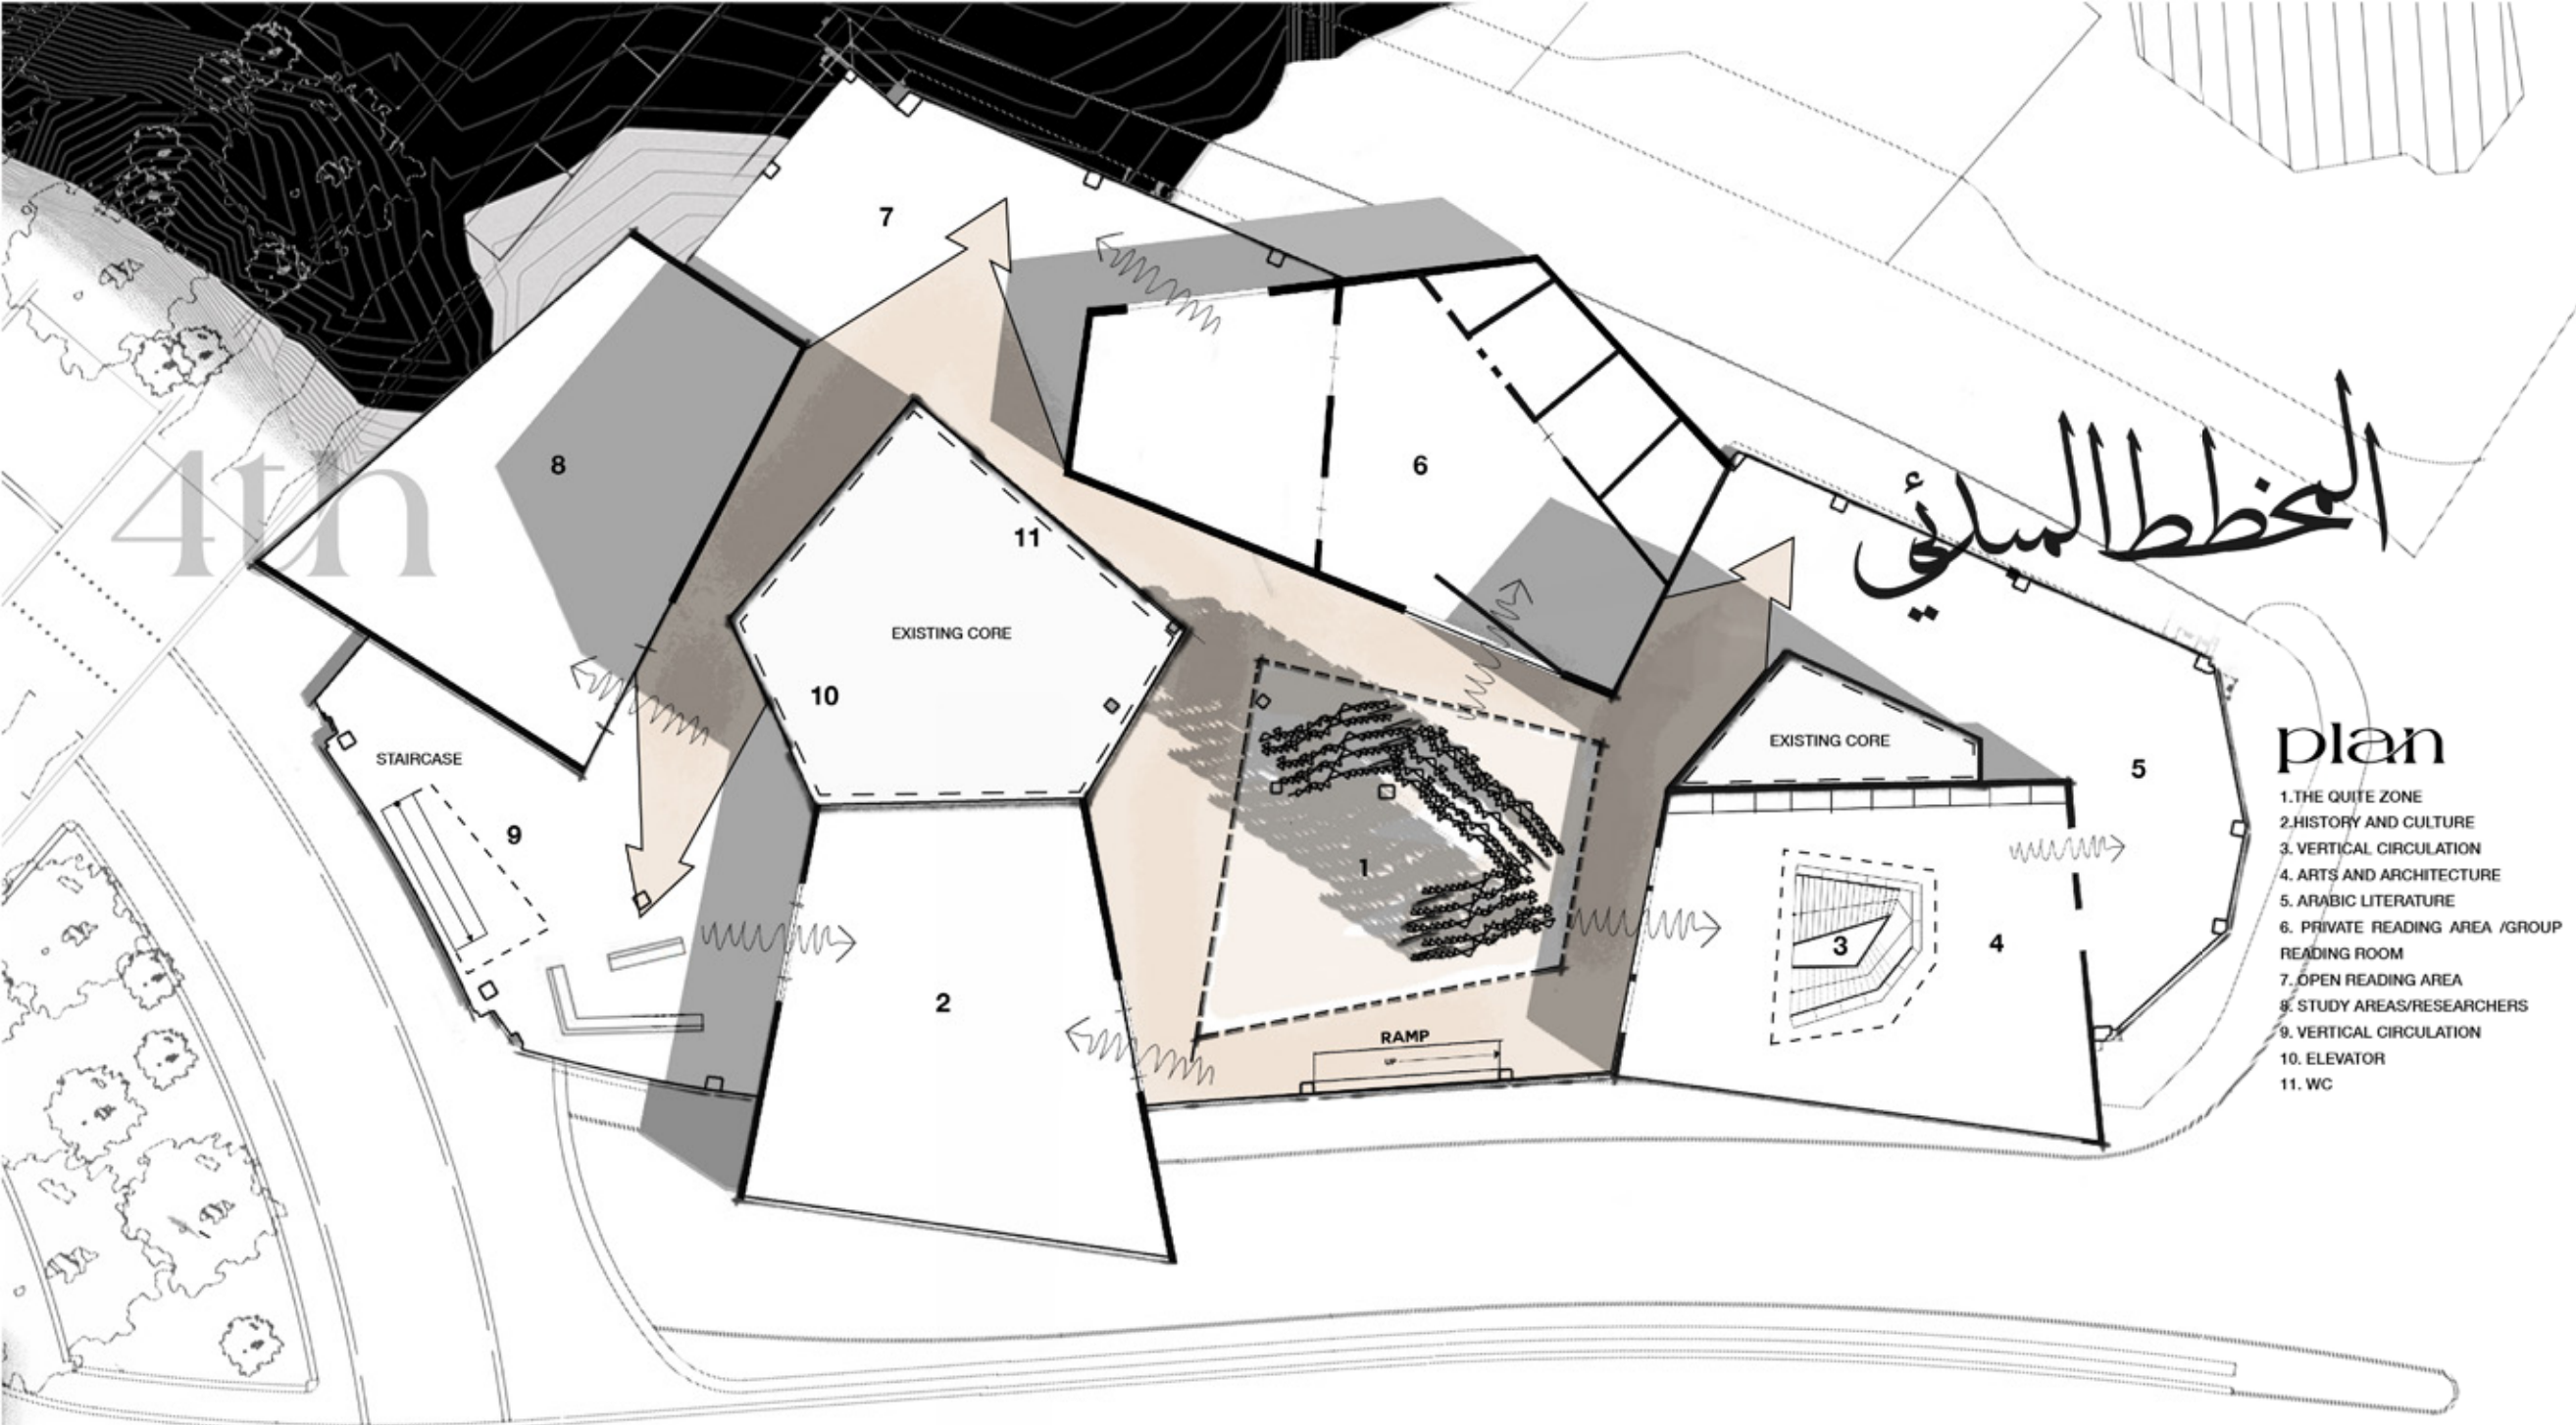 7
8
6
4th
11
EXISTING CORE
10
المخطط المبدئي
STAIRCASE
9
EXISTING CORE
5
1
3
4
2
RAMP
UP
plan
1.THE QUITE ZONE
2.HISTORY AND CULTURE
3. VERTICAL CIRCULATION
4. ARTS AND ARCHITECTURE
5. ARABIC LITERATURE
6. PRIVATE READING AREA /GROUP
READING ROOM
7. OPEN READING AREA
8. STUDY AREAS/RESEARCHERS
9. VERTICAL CIRCULATION
10. ELEVATOR
11. WC